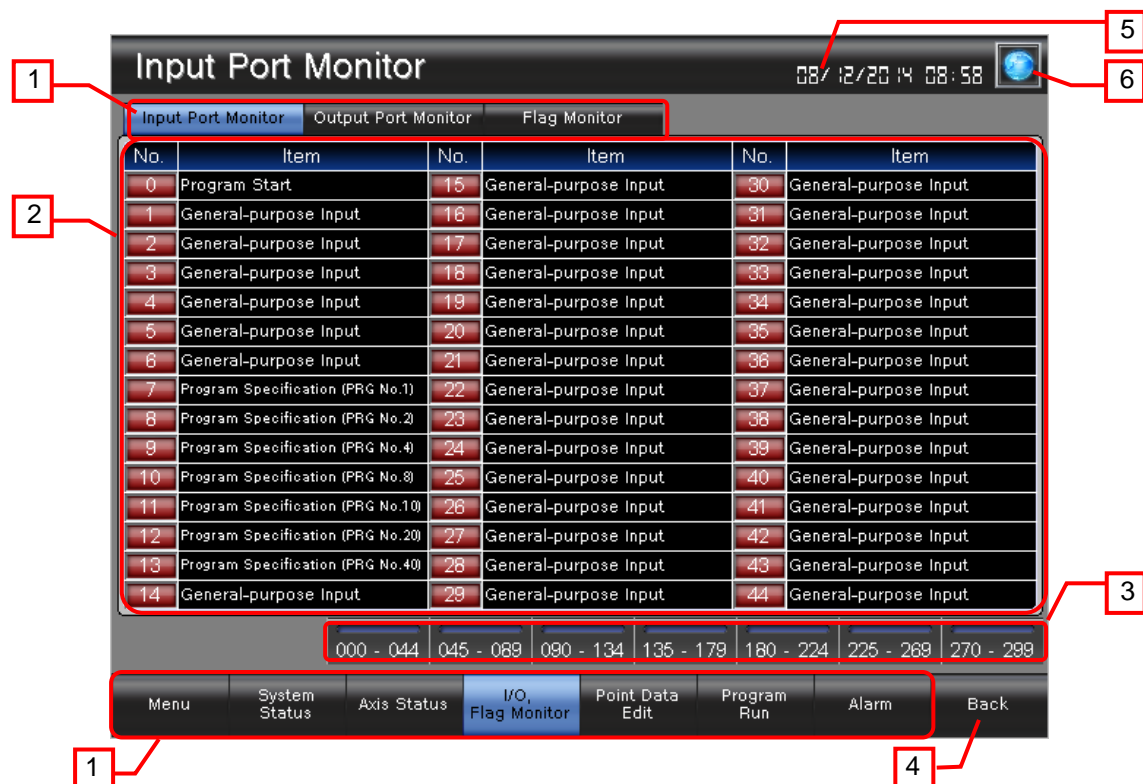 5
Input Port Monitor 08/12/2014 08:58
1
6
Input Port Monitor Output Port Monitor Flag Monitor
No. Item No. Item No. Item
0 Program Start 15 General-purpose Input 30 General-purpose Input
1 General-purpose Input 16 General-purpose Input 31 General-purpose Input
2
2 General-purpose Input 17 General-purpose Input 32 General-purpose Input
3 General-purpose Input 18 General-purpose Input 33 General-purpose Input
4 General-purpose Input 19 General-purpose Input 34 General-purpose Input
5 General-purpose Input 20 General-purpose Input 35 General-purpose Input
6 General-purpose Input 21 General-purpose Input 36 General-purpose Input
7 Program Specification (PRG No.1) 22 General-purpose Input 37 General-purpose Input
8 Program Specification (PRG No.2) 23 General-purpose Input 38 General-purpose Input
9 Program Specification (PRG No.4) 24 General-purpose Input 39 General-purpose Input
10 Program Specification (PRG No.8) 25 General-purpose Input 40 General-purpose Input
11 Program Specification (PRG No.10) 26 General-purpose Input 41 General-purpose Input
12 Program Specification (PRG No.20) 27 General-purpose Input 42 General-purpose Input
13 Program Specification (PRG No.40) 28 General-purpose Input 43 General-purpose Input
14 General-purpose Input 29 General-purpose Input 44 General-purpose Input
3
000 - 044 045 - 089 090 - 134 135 - 179 180 - 224 225 - 269 270 - 299
Menu System Status Axis Status I/O, Flag Monitor Point Data Edit Program Run Alarm Back
1
4